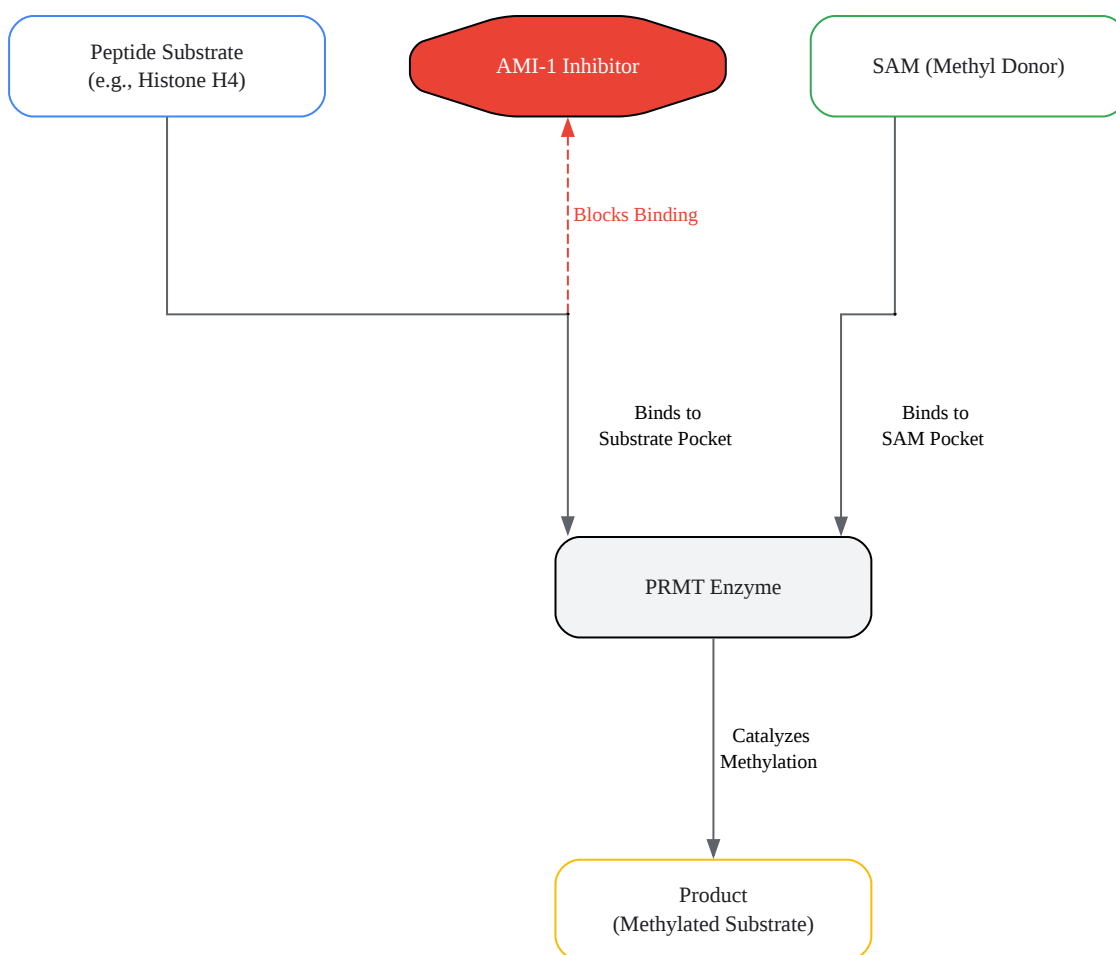 Peptide Substrate
(e.g., Histone H4)
AMI-1 Inhibitor
SAM (Methyl Donor)
Blocks Binding
Binds to
Substrate Pocket
Binds to
SAM Pocket
PRMT Enzyme
Catalyzes
Methylation
Product
(Methylated Substrate)